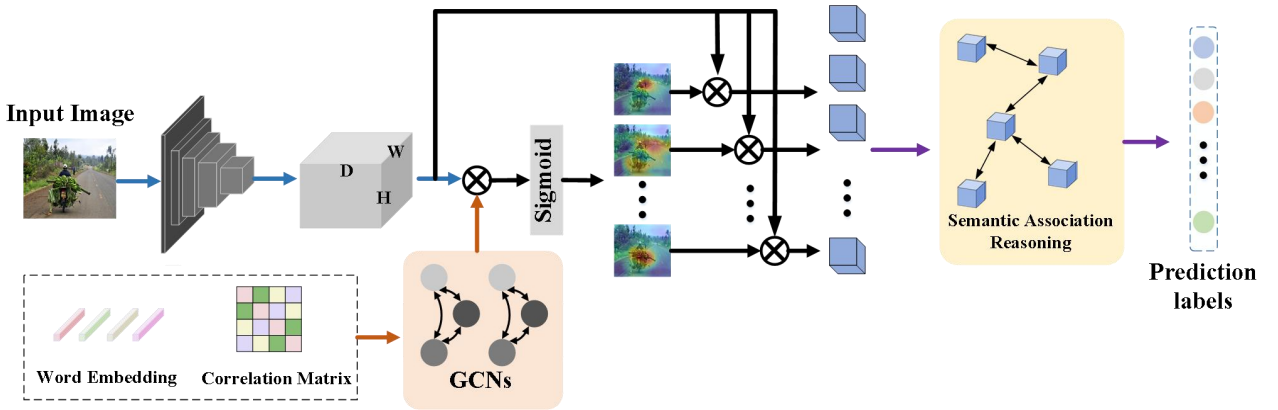 Input Image
D
W
H
Sigmoid
Word Embedding
Correlation Matrix
GCNs
Semantic Association
Reasoning
Prediction
labels